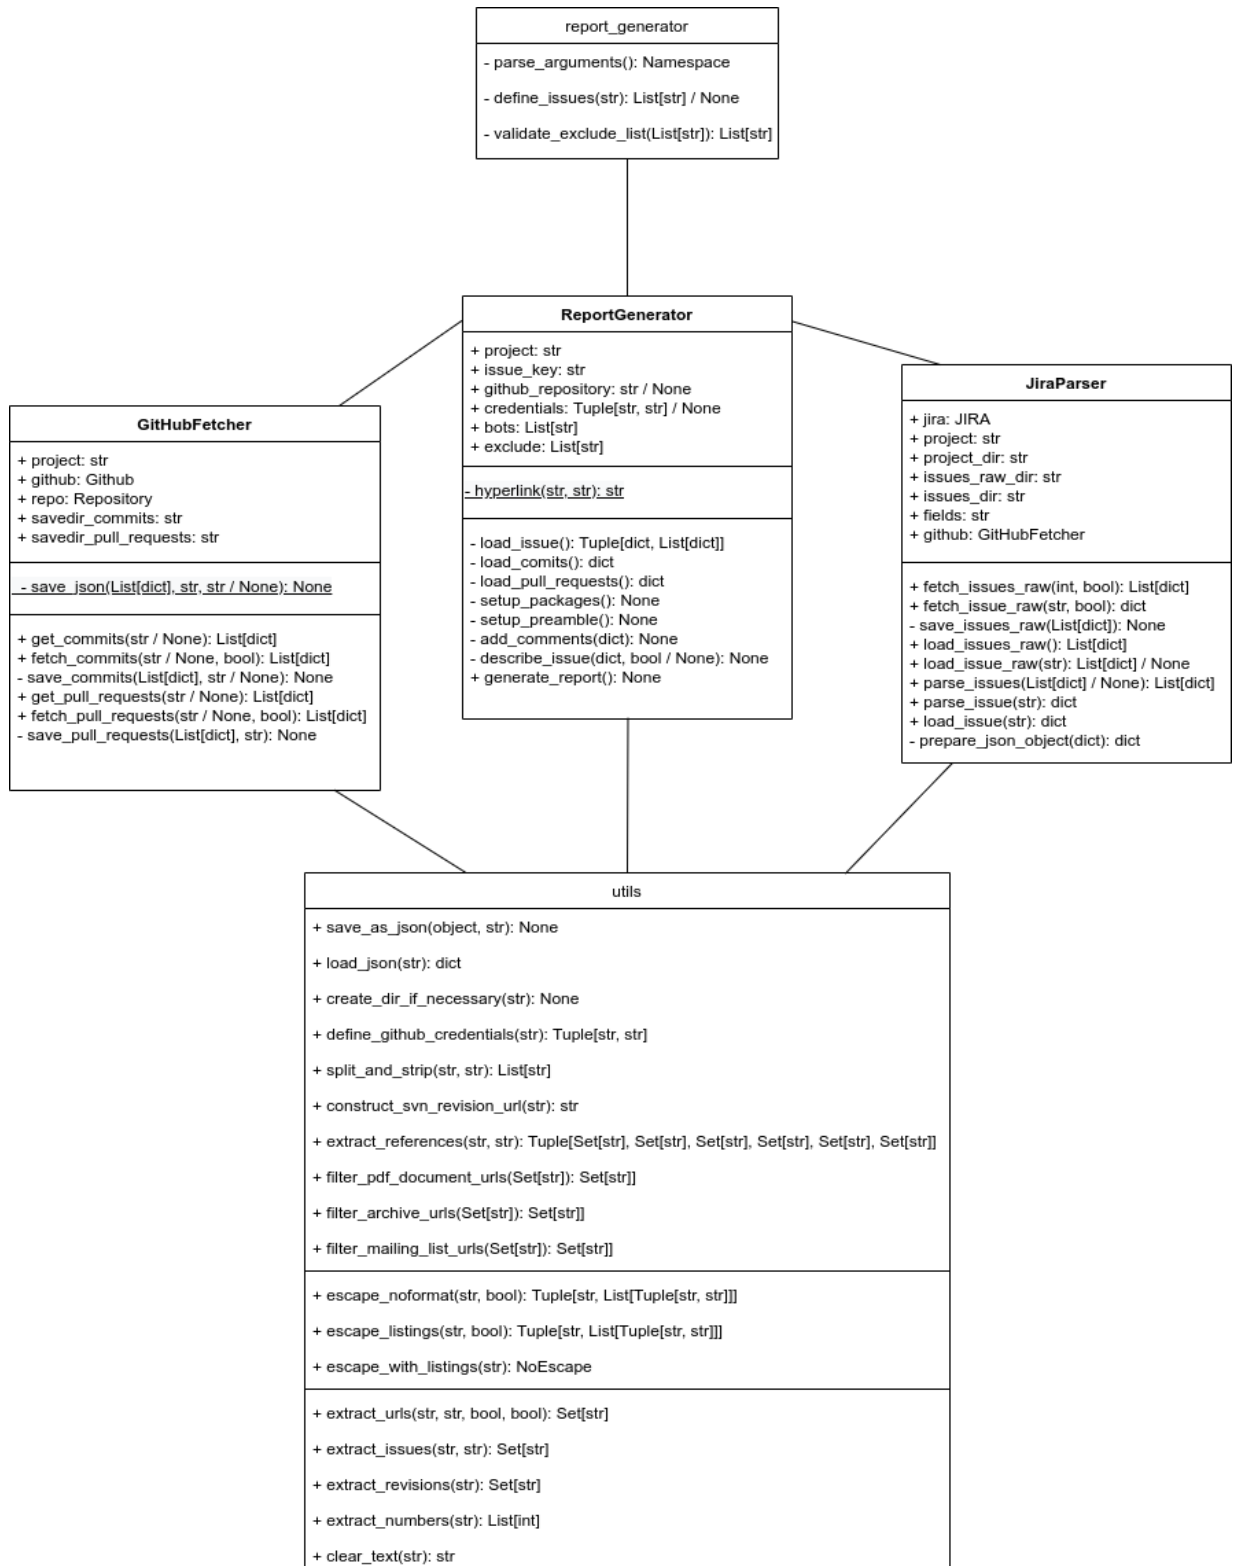 report_generator
- parse_arguments(): Namespace
- define_issues(str): List[str] / None
- validate_exclude_list(List[str]): List[str]
ReportGenerator
+ project: str
+ issue_key: str
+ github_repository: str / None
+ credentials: Tuple[str, str] / None
+ bots: List[str]
+ exclude: List[str]
- hyperlink(str, str): str
- load_issue(): Tuple[dict, List[dict]]
- load_comits(): dict
- load_pull_requests(): dict
- setup_packages(): None
- setup_preamble(): None
- add_comments(dict): None
- describe_issue(dict, bool / None): None
+ generate_report(): None
GitHubFetcher
+ project: str
+ github: Github
+ repo: Repository
+ savedir_commits: str
+ savedir_pull_requests: str
- save_json(List[dict], str, str / None): None
+ get_commits(str / None): List[dict]
+ fetch_commits(str / None, bool): List[dict]
- save_commits(List[dict], str / None): None
+ get_pull_requests(str / None): List[dict]
+ fetch_pull_requests(str / None, bool): List[dict]
- save_pull_requests(List[dict], str): None
JiraParser
+ jira: JIRA
+ project: str
+ project_dir: str
+ issues_raw_dir: str
+ issues_dir: str
+ fields: str
+ github: GitHubFetcher
+ fetch_issues_raw(int, bool): List[dict]
+ fetch_issue_raw(str, bool): dict
- save_issues_raw(List[dict]): None
+ load_issues_raw(): List[dict]
+ load_issue_raw(str): List[dict] / None
+ parse_issues(List[dict] / None): List[dict]
+ parse_issue(str): dict
+ load_issue(str): dict
- prepare_json_object(dict): dict
utils
+ save_as_json(object, str): None
+ load_json(str): dict
+ create_dir_if_necessary(str): None
+ define_github_credentials(str): Tuple[str, str]
+ split_and_strip(str, str): List[str]
+ construct_svn_revision_url(str): str
+ extract_references(str, str): Tuple[Set[str], Set[str], Set[str], Set[str], Set[str], Set[str]]
+ filter_pdf_document_urls(Set[str]): Set[str]]
+ filter_archive_urls(Set[str]): Set[str]]
+ filter_mailing_list_urls(Set[str]): Set[str]]
+ escape_noformat(str, bool): Tuple[str, List[Tuple[str, str]]]
+ escape_listings(str, bool): Tuple[str, List[Tuple[str, str]]]
+ escape_with_listings(str): NoEscape
+ extract_urls(str, str, bool, bool): Set[str]
+ extract_issues(str, str): Set[str]
+ extract_revisions(str): Set[str]
+ extract_numbers(str): List[int]
+ clear_text(str): str